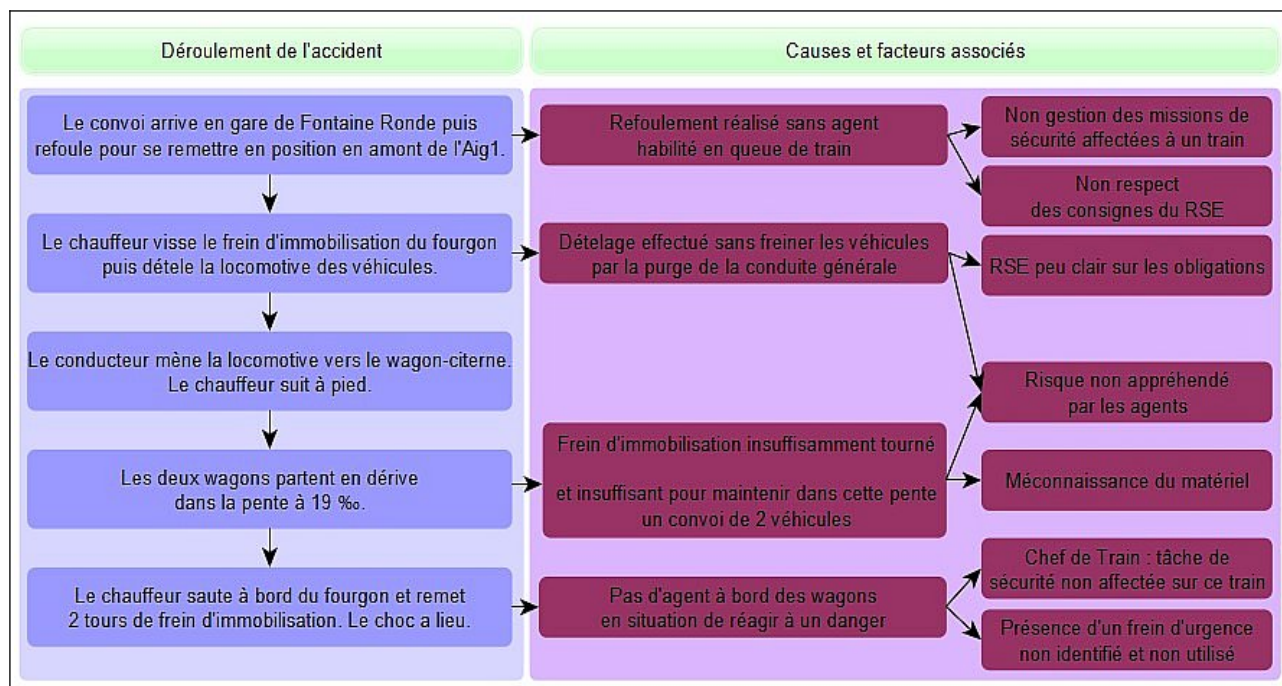 Déroulement de l'accident
Causes et facteurs associés
Le convoi arrive en gare de Fontaine Ronde puis
refoule pour se remettre en position en amont de l'Aig1.
Refoulement réalisé sans agent
habilité en queue de train
Non gestion des missions de
sécurité affectées à un train
Non respect
des consignes du RSE
Le chauffeur visse le frein d'immobilisation du fourgon
puis dételе la locomotive des véhicules.
Dételage effectué sans freiner les véhicules
par la purge de la conduite générale
RSE peu clair sur les obligations
Le conducteur mène la locomotive vers le wagon-citerne.
Le chauffeur suit à pied.
Risque non appréhendé
par les agents
Les deux wagons partent en dérive
dans la pente à 19 ‰.
Frein d'immobilisation insuffisamment tourné
et insuffisant pour maintenir dans cette pente
un convoi de 2 véhicules
Méconnaissance du matériel
Le chauffeur saute à bord du fourgon et remet
2 tours de frein d'immobilisation. Le choc a lieu.
Pas d'agent à bord des wagons
en situation de réagir à un danger
Chef de Train : tâche de
sécurité non affectée sur ce train
Présence d'un frein d'urgence
non identifié et non utilisé